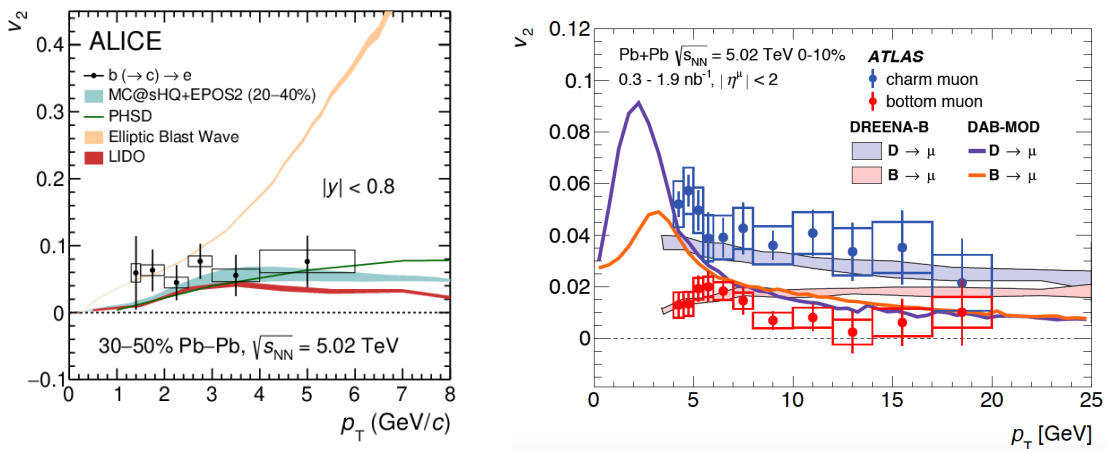 v₂
0.4
0.3
0.2
0.1
0
−0.1
ALICE
b (→ c) → e
MC@sHQ+EPOS2 (20−40%)
PHSD
Elliptic Blast Wave
LIDO
|y| < 0.8
30−50% Pb−Pb, √sNN = 5.02 TeV
0 1 2 3 4 5 6 7 8
pT (GeV/c)
v₂
0.12
0.1
0.08
0.06
0.04
0.02
0
Pb+Pb √sNN = 5.02 TeV 0-10%
0.3 - 1.9 nb⁻¹, | η^μ | < 2
ATLAS
charm muon
bottom muon
DREENA-B DAB-MOD
D → μ D → μ
B → μ B → μ
0 5 10 15 20 25
pT [GeV]